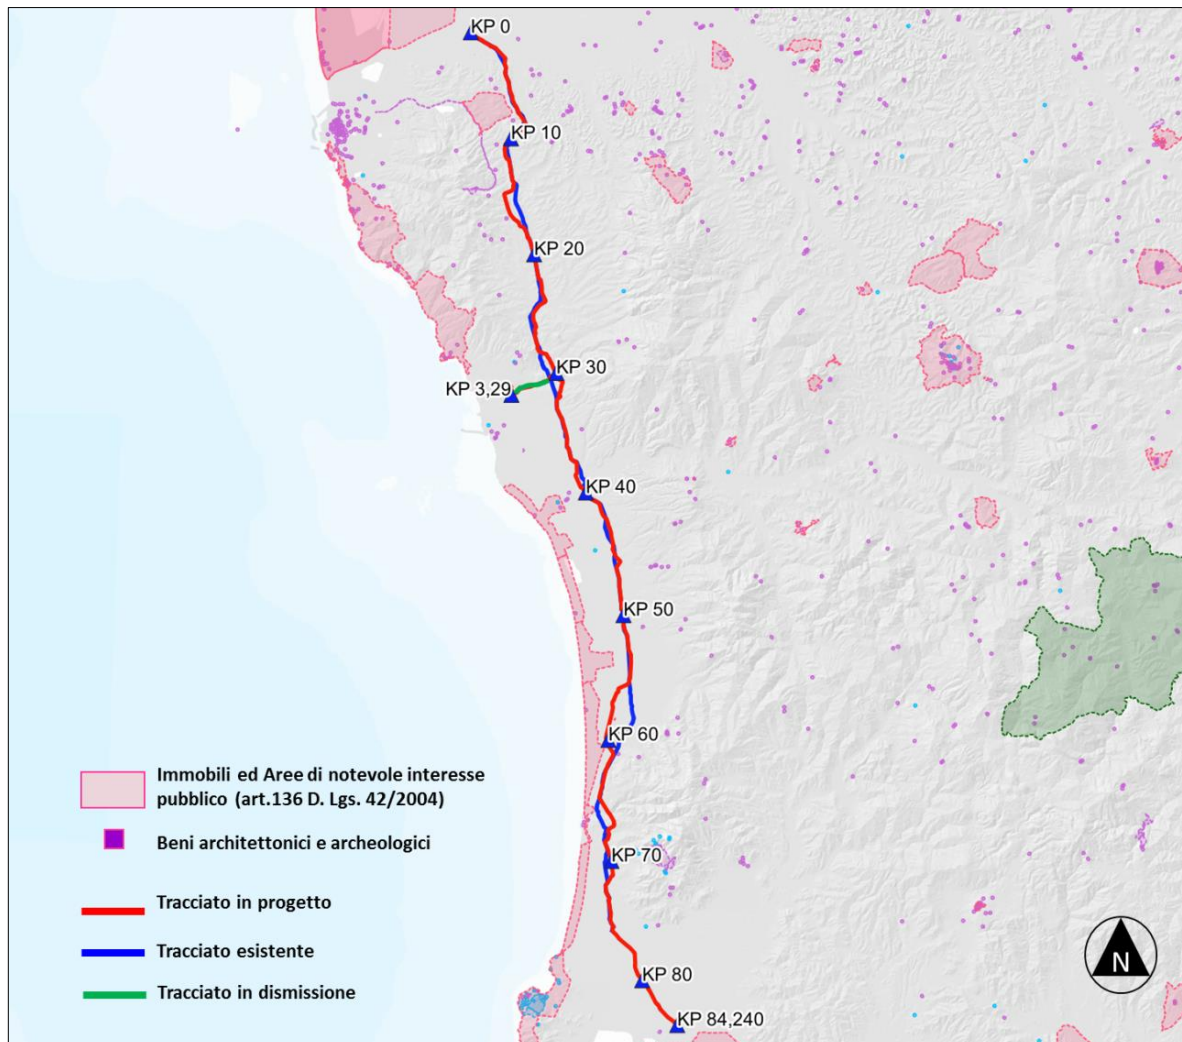 KP 0
KP 10
KP 20
KP 30
KP 3,29
KP 40
KP 50
KP 60
KP 70
KP 80
KP 84,240
Immobili ed Aree di notevole interesse
pubblico (art.136 D. Lgs. 42/2004)
Beni architettonici e archeologici
Tracciato in progetto
Tracciato esistente
Tracciato in dismissione
N